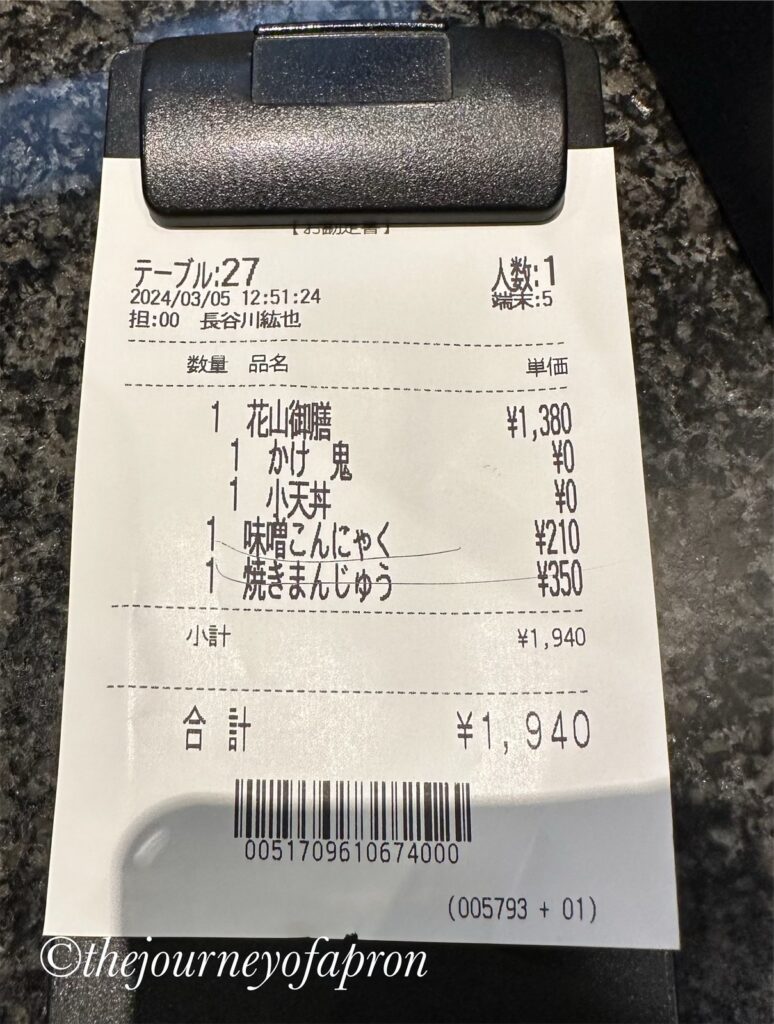 【お勘定書】
テーブル:27 人数:1
2024/03/05 12:51:24 端末:5
担:00 長谷川紘也
数量 品名 単価
1 花山御膳 ¥1,380
1 かけ 鬼 ¥0
1 小天丼 ¥0
1 味噌こんにゃく ¥210
1 焼きまんじゅう ¥350
小計 ¥1,940
合計 ¥1,940
0051709610674000
(005793 + 01)
©thejourneyofapron